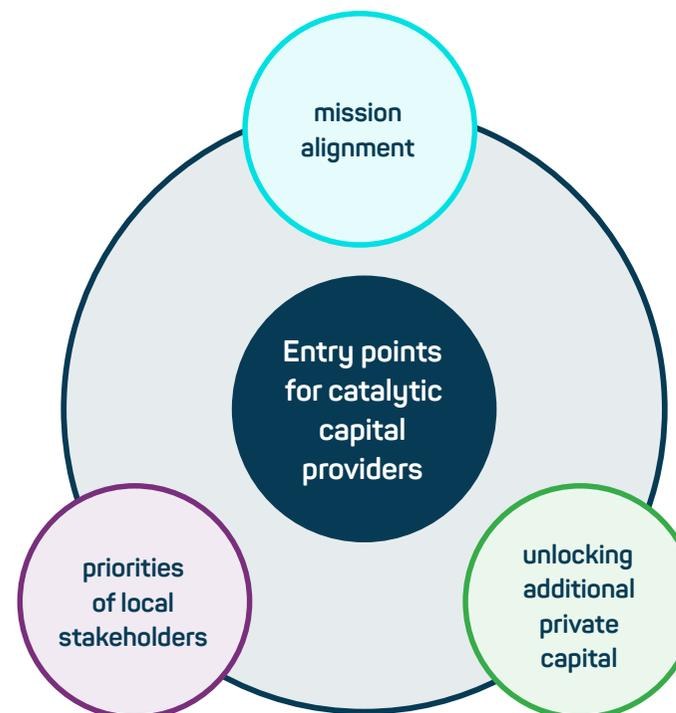 mission
alignment
Entry points
for catalytic
capital
providers
priorities
of local
stakeholders
unlocking
additional
private
capital